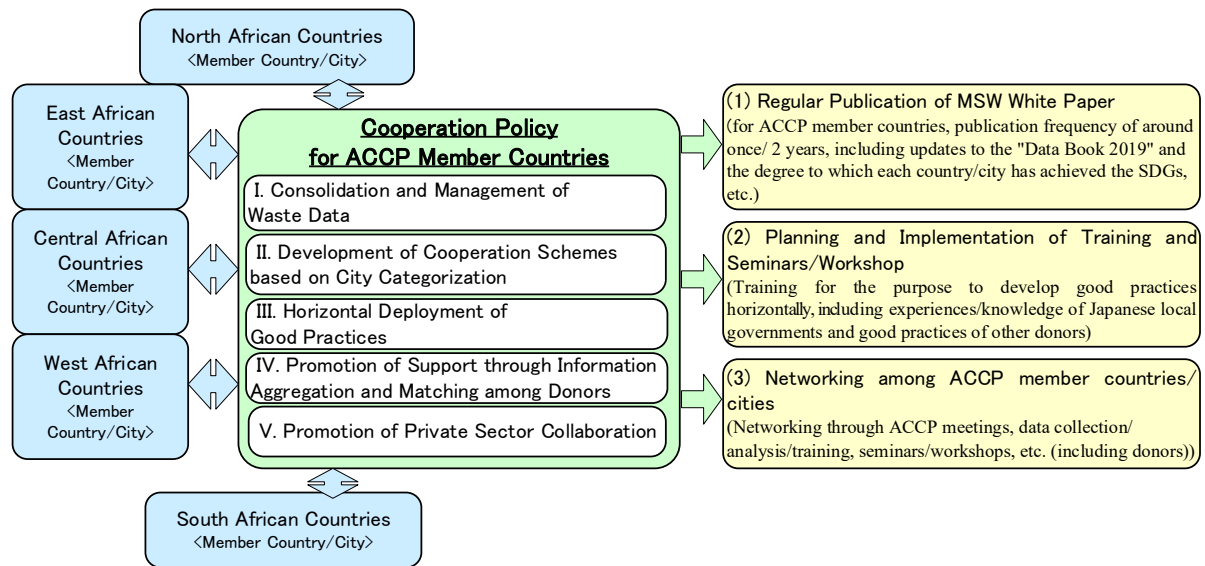 North African Countries
<Member Country/City>
East African
Countries
<Member
Country/City>
Central African
Countries
<Member
Country/City>
West African
Countries
<Member
Country/City>
South African Countries
<Member Country/City>
Cooperation Policy
for ACCP Member Countries
I. Consolidation and Management of
Waste Data
II. Development of Cooperation Schemes
based on City Categorization
III. Horizontal Deployment of
Good Practices
IV. Promotion of Support through Information
Aggregation and Matching among Donors
V. Promotion of Private Sector Collaboration
(1) Regular Publication of MSW White Paper
(for ACCP member countries, publication frequency of around
once/ 2 years, including updates to the "Data Book 2019" and
the degree to which each country/city has achieved the SDGs,
etc.)
(2) Planning and Implementation of Training and
Seminars/Workshop
(Training for the purpose to develop good practices
horizontally, including experiences/knowledge of Japanese local
governments and good practices of other donors)
(3) Networking among ACCP member countries/
cities
(Networking through ACCP meetings, data collection/
analysis/training, seminars/workshops, etc. (including donors))